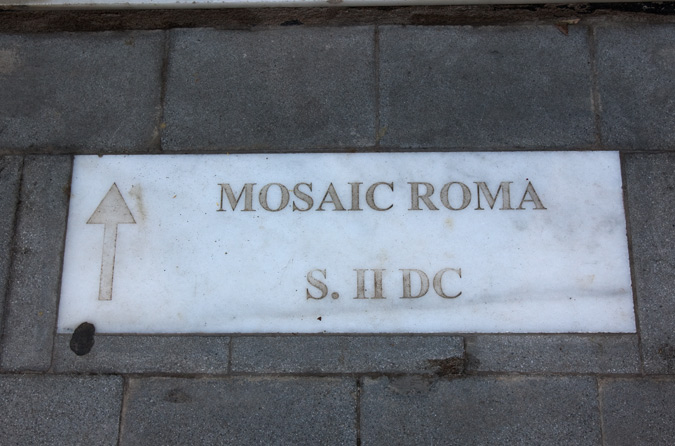 MOSAIC ROMA
S. II DC